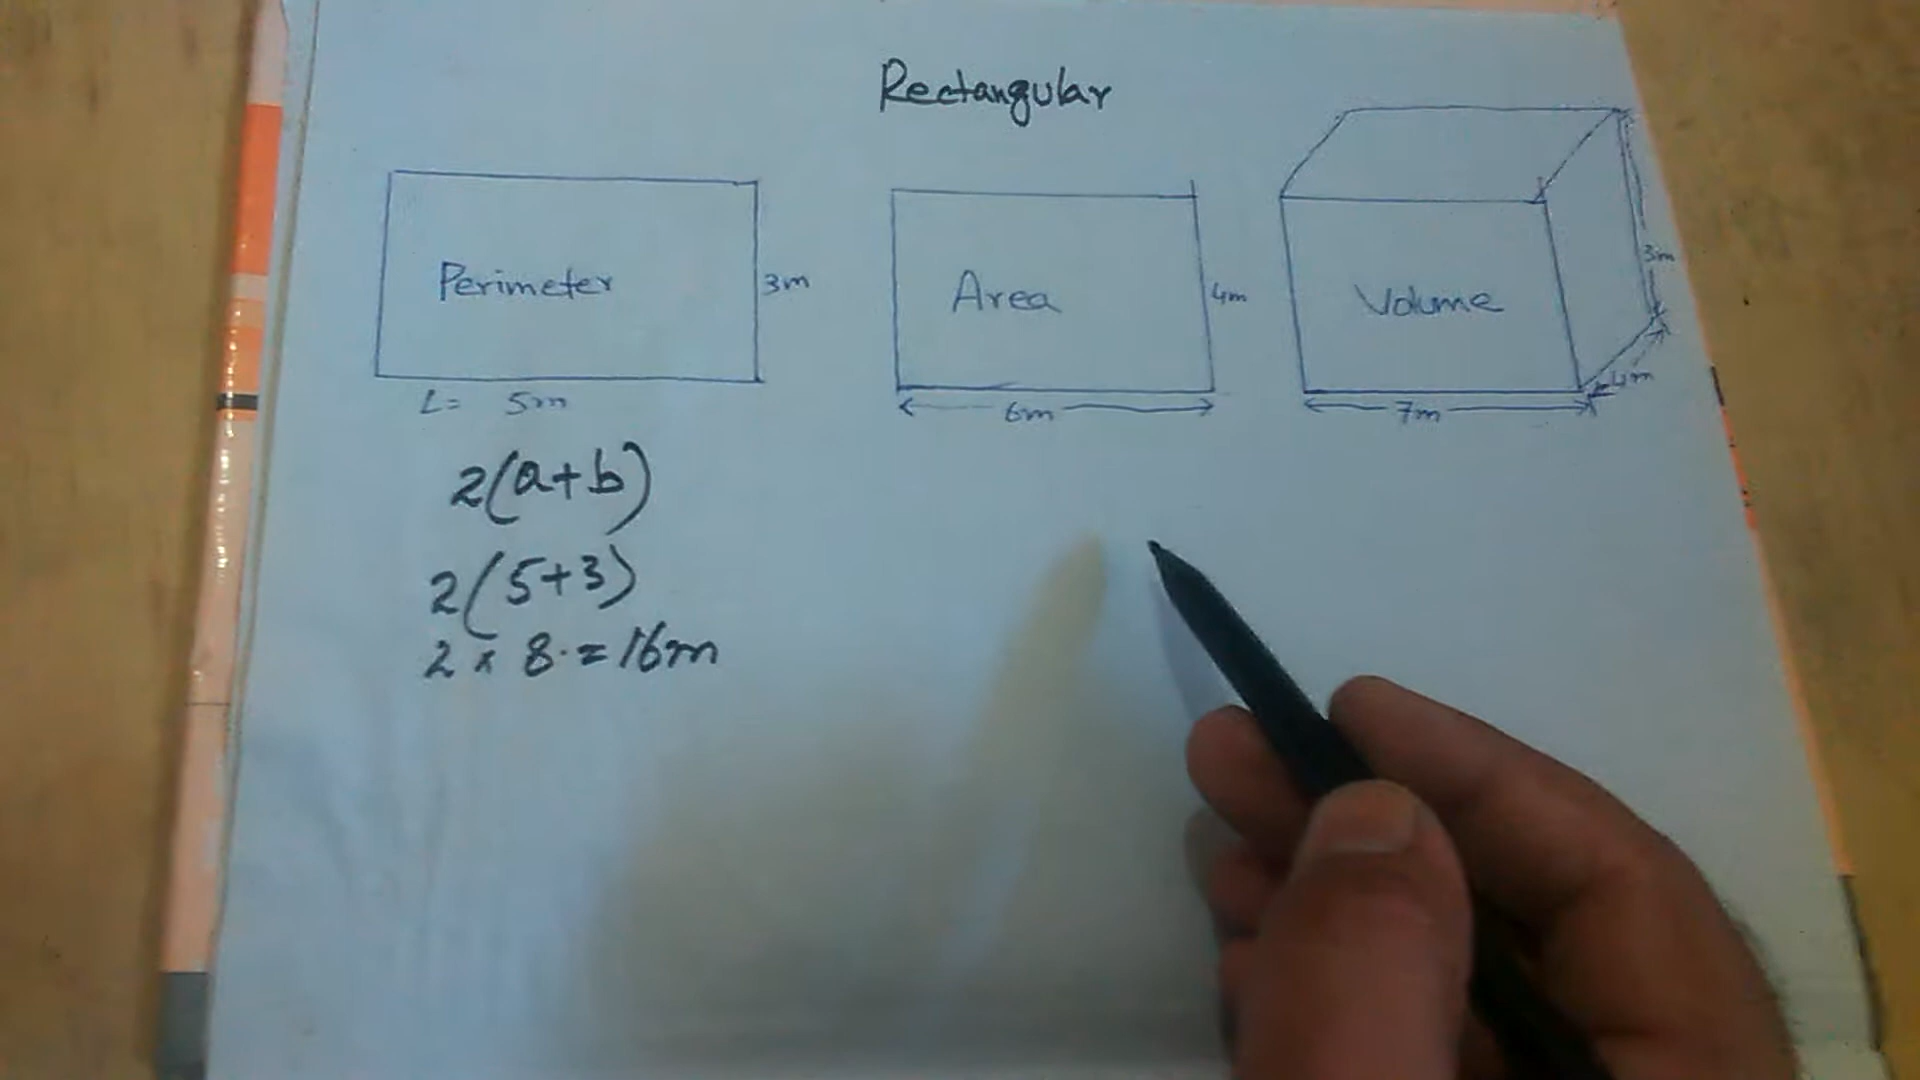 Rectangular
Perimeter
3m
L= 5m
Area
4m
6m
Volume
3m
4m
7m
2(a+b)
2(5+3)
2 × 8.=16m